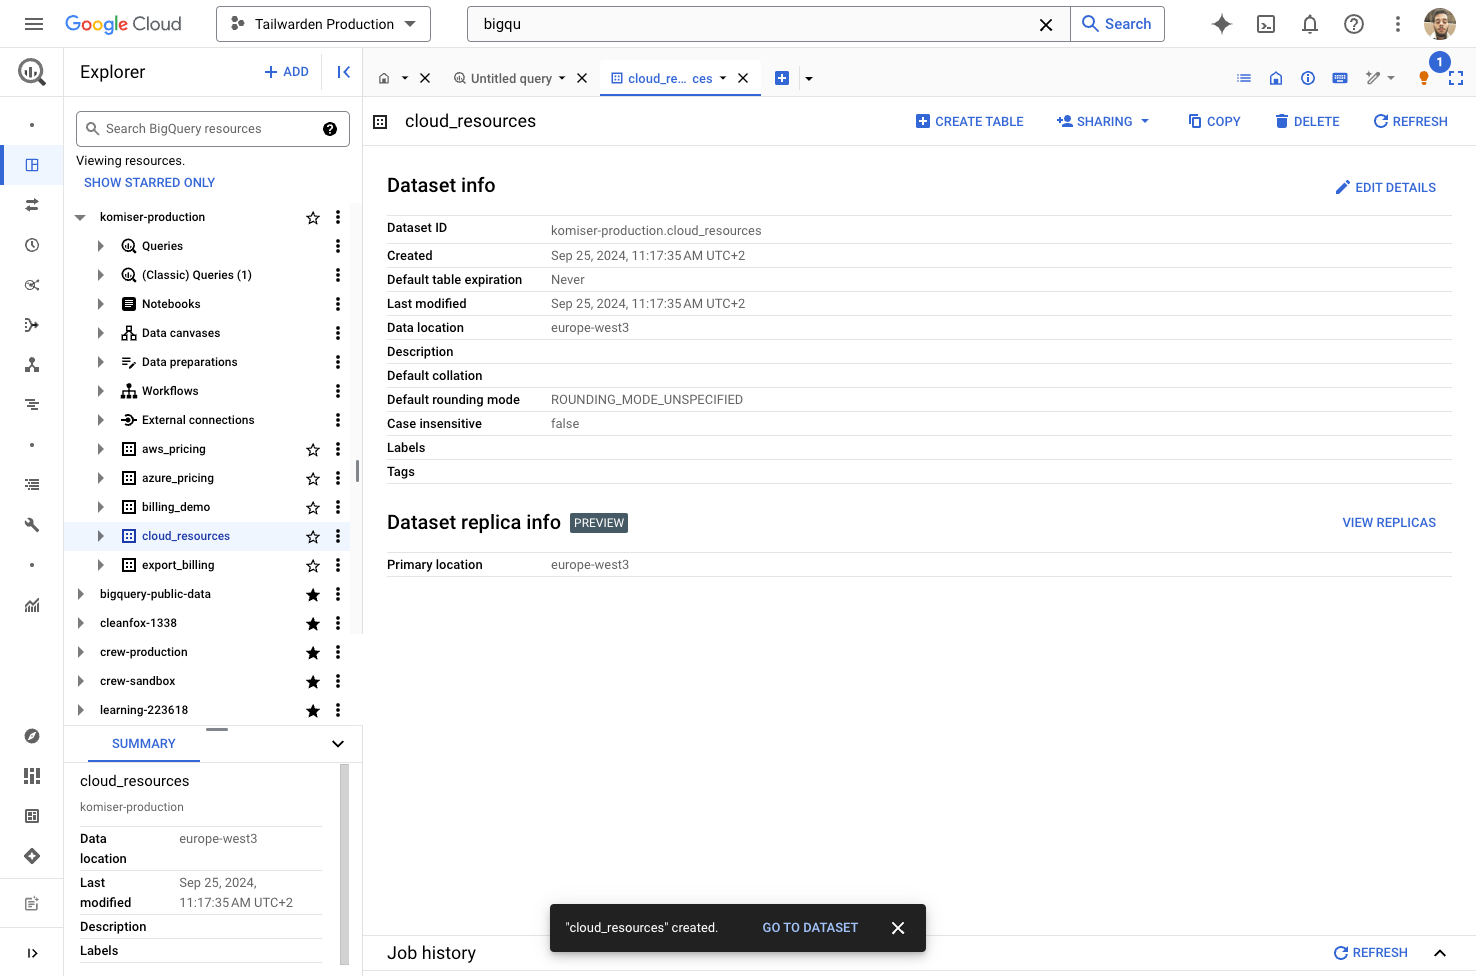 Google Cloud
Tailwarden Production
bigqu
Search
Explorer
ADD
Untitled query
cloud_re... ces
1
Search BigQuery resources
Viewing resources.
SHOW STARRED ONLY
komiser-production
Queries
(Classic) Queries (1)
Notebooks
Data canvases
Data preparations
Workflows
External connections
aws_pricing
azure_pricing
billing_demo
cloud_resources
export_billing
bigquery-public-data
cleanfox-1338
crew-production
crew-sandbox
learning-223618
SUMMARY
cloud_resources
komiser-production
Data location europe-west3
Last modified Sep 25, 2024, 11:17:35 AM UTC+2
Description
Labels
cloud_resources
CREATE TABLE
SHARING
COPY
DELETE
REFRESH
Dataset info
EDIT DETAILS
Dataset ID komiser-production.cloud_resources
Created Sep 25, 2024, 11:17:35 AM UTC+2
Default table expiration Never
Last modified Sep 25, 2024, 11:17:35 AM UTC+2
Data location europe-west3
Description
Default collation
Default rounding mode ROUNDING_MODE_UNSPECIFIED
Case insensitive false
Labels
Tags
Dataset replica info PREVIEW
VIEW REPLICAS
Primary location europe-west3
"cloud_resources" created.
GO TO DATASET
Job history
REFRESH